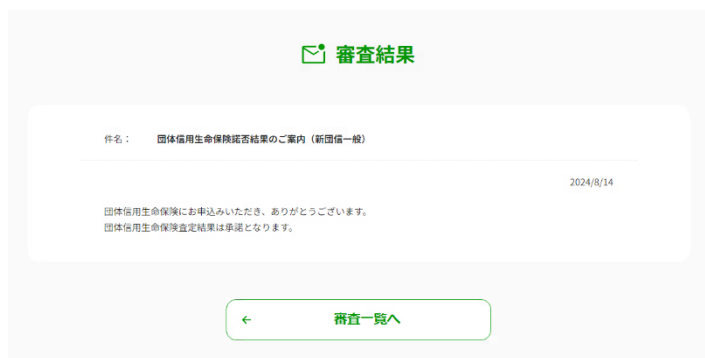 審査結果
件名： 団体信用生命保険諾否結果のご案内（新団信一般）
2024/8/14
団体信用生命保険にお申込みいただき、ありがとうございます。
団体信用生命保険査定結果は承諾となります。
← 審査一覧へ